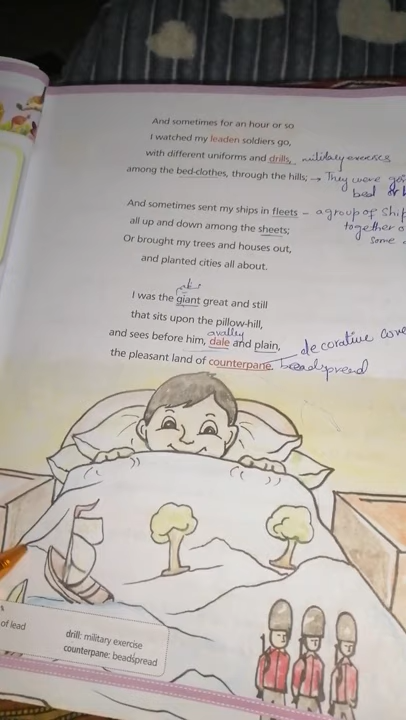 And sometimes for an hour or so
I watched my leaden soldiers go,
with different uniforms and drills, military exercises
among the bed-clothes, through the hills; → They were
bed
And sometimes sent my ships in fleets – a group of ship
all up and down among the sheets; together
Or brought my trees and houses out, some
and planted cities all about.
I was the giant great and still
that sits upon the pillow-hill,
a valley
and sees before him, dale and plain, decorative
the pleasant land of counterpane. beadspread
of lead
drill: military exercise
counterpane: beadspread